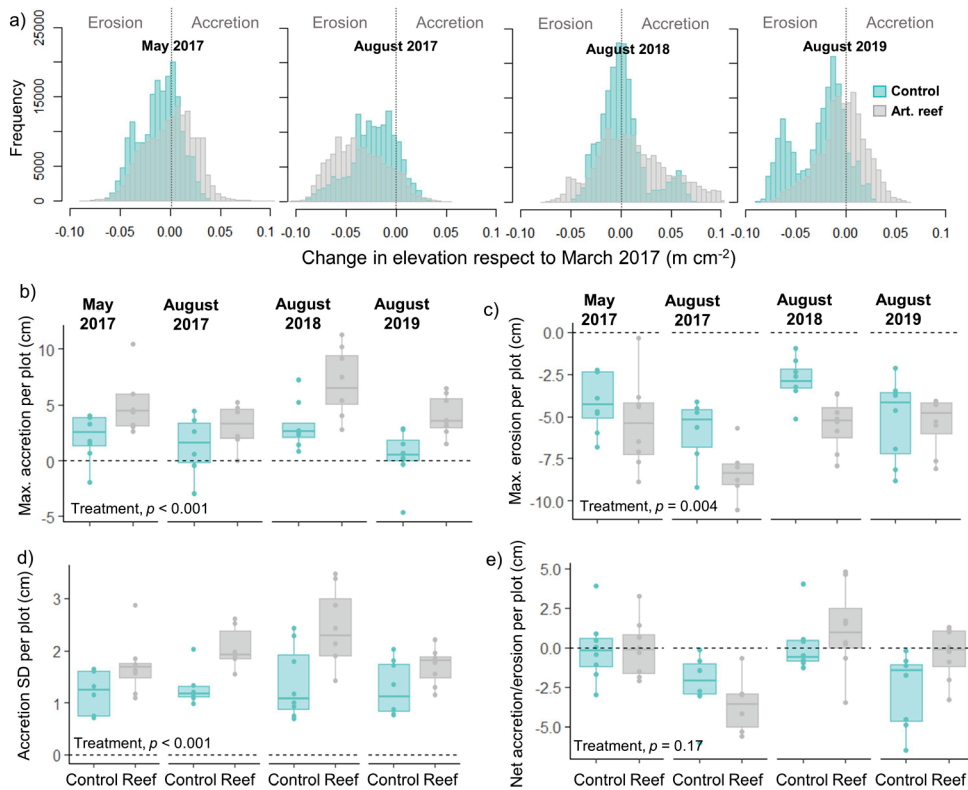 a)
Erosion Accretion Erosion Accretion Erosion Accretion Erosion Accretion
May 2017 August 2017 August 2018 August 2019
Frequency
25000
20000
15000
10000
5000
0
Control
Art. reef
-0.10 -0.05 0.00 0.05 0.1 -0.10 -0.05 0.00 0.05 0.1 -0.10 -0.05 0.00 0.05 0.10 -0.10 -0.05 0.00 0.05 0.1
Change in elevation respect to March 2017 (m cm-2)
b)
May 2017
August 2017
August 2018
August 2019
Max. accretion per plot (cm)
10
5
0
-5
Treatment, p < 0.001
c)
May 2017
August 2017
August 2018
August 2019
Max. erosion per plot (cm)
0.0
-2.5
-5.0
-7.5
-10.0
Treatment, p = 0.004
d)
Accretion SD per plot (cm)
3
2
1
0
Treatment, p < 0.001
Control Reef Control Reef Control Reef Control Reef
e)
Net accretion/erosion per plot (cm)
5.0
2.5
0.0
-2.5
-5.0
Treatment, p = 0.17
Control Reef Control Reef Control Reef Control Reef